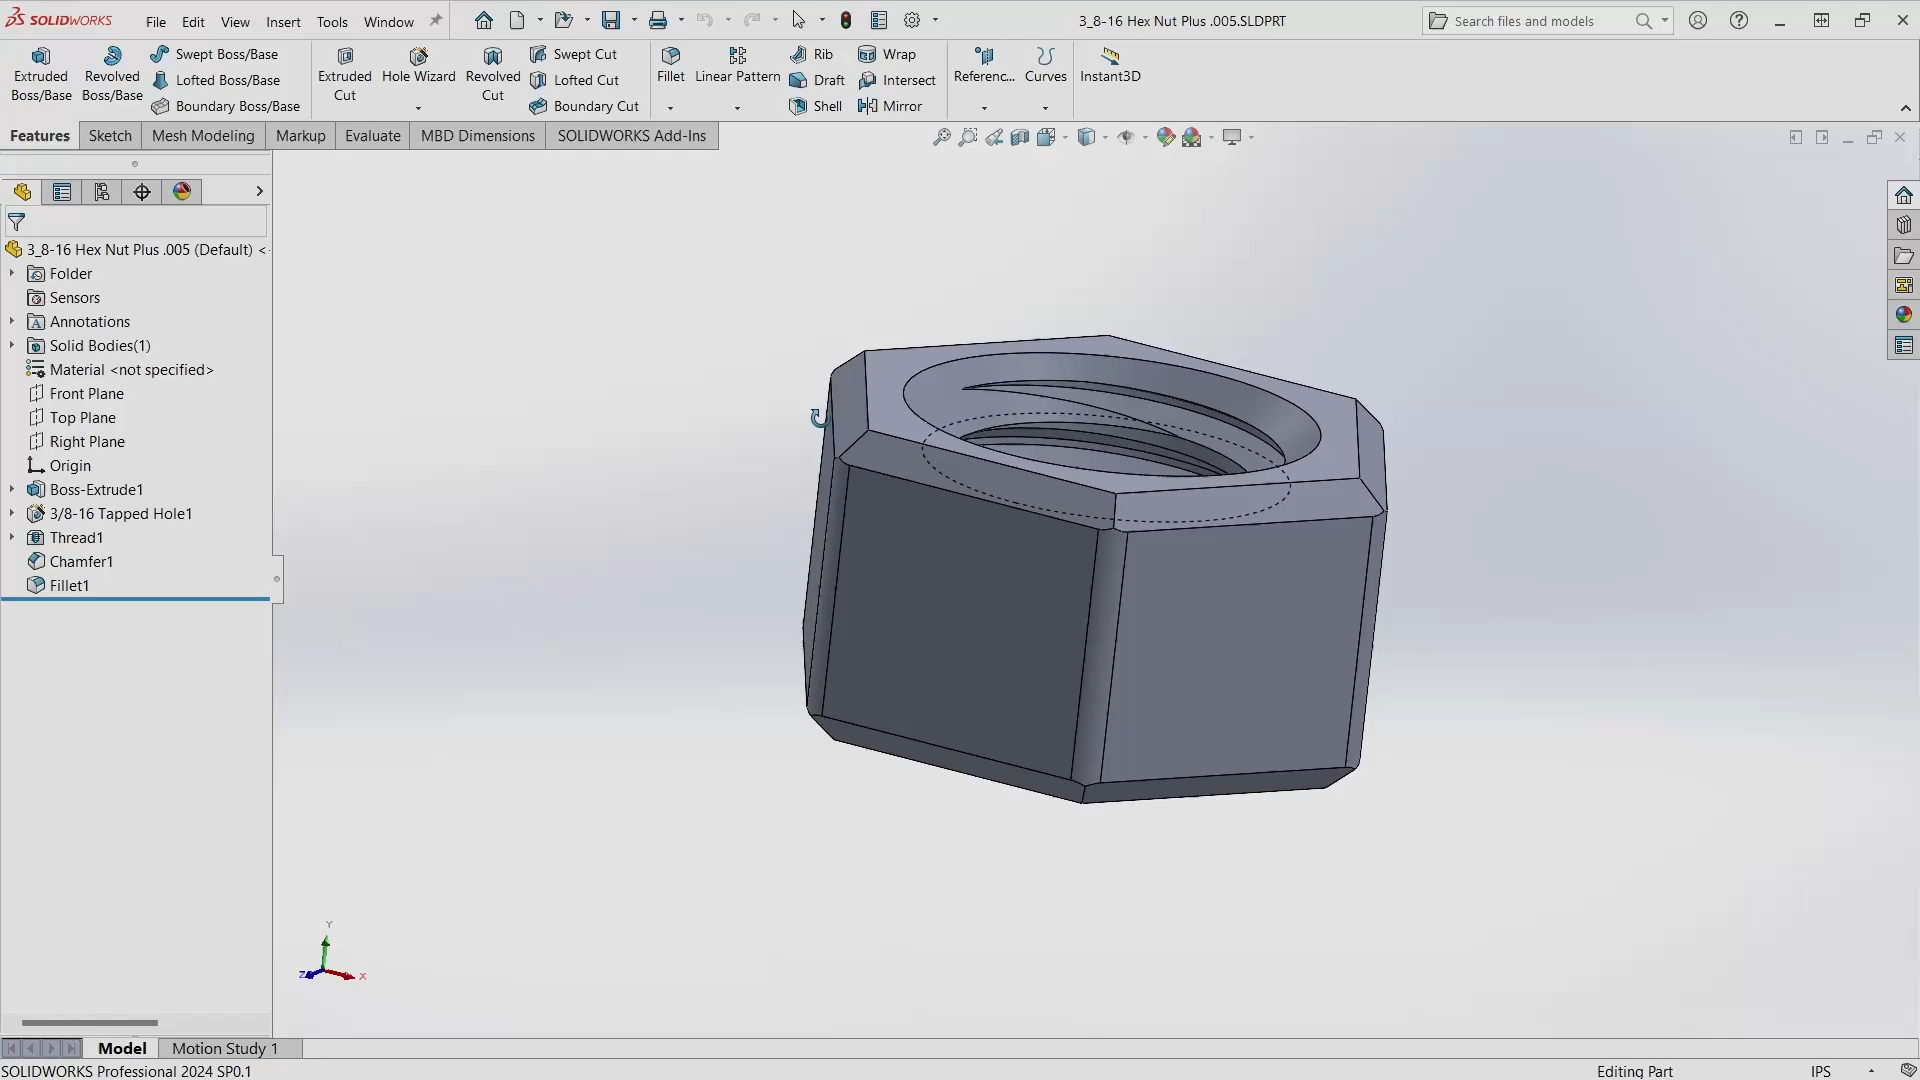 SOLIDWORKS File Edit View Insert Tools Window 3_8-16 Hex Nut Plus .005.SLDPRT Search files and models
Extruded Boss/Base
Revolved Boss/Base
Swept Boss/Base
Lofted Boss/Base
Boundary Boss/Base
Extruded Cut
Hole Wizard
Revolved Cut
Swept Cut
Lofted Cut
Boundary Cut
Fillet
Linear Pattern
Rib
Draft
Shell
Wrap
Intersect
Mirror
Referenc...
Curves
Instant3D
Features Sketch Mesh Modeling Markup Evaluate MBD Dimensions SOLIDWORKS Add-Ins
3_8-16 Hex Nut Plus .005 (Default) <
Folder
Sensors
Annotations
Solid Bodies(1)
Material <not specified>
Front Plane
Top Plane
Right Plane
Origin
Boss-Extrude1
3/8-16 Tapped Hole1
Thread1
Chamfer1
Fillet1
Y
Z X
Model Motion Study 1
SOLIDWORKS Professional 2024 SP0.1 Editing Part IPS